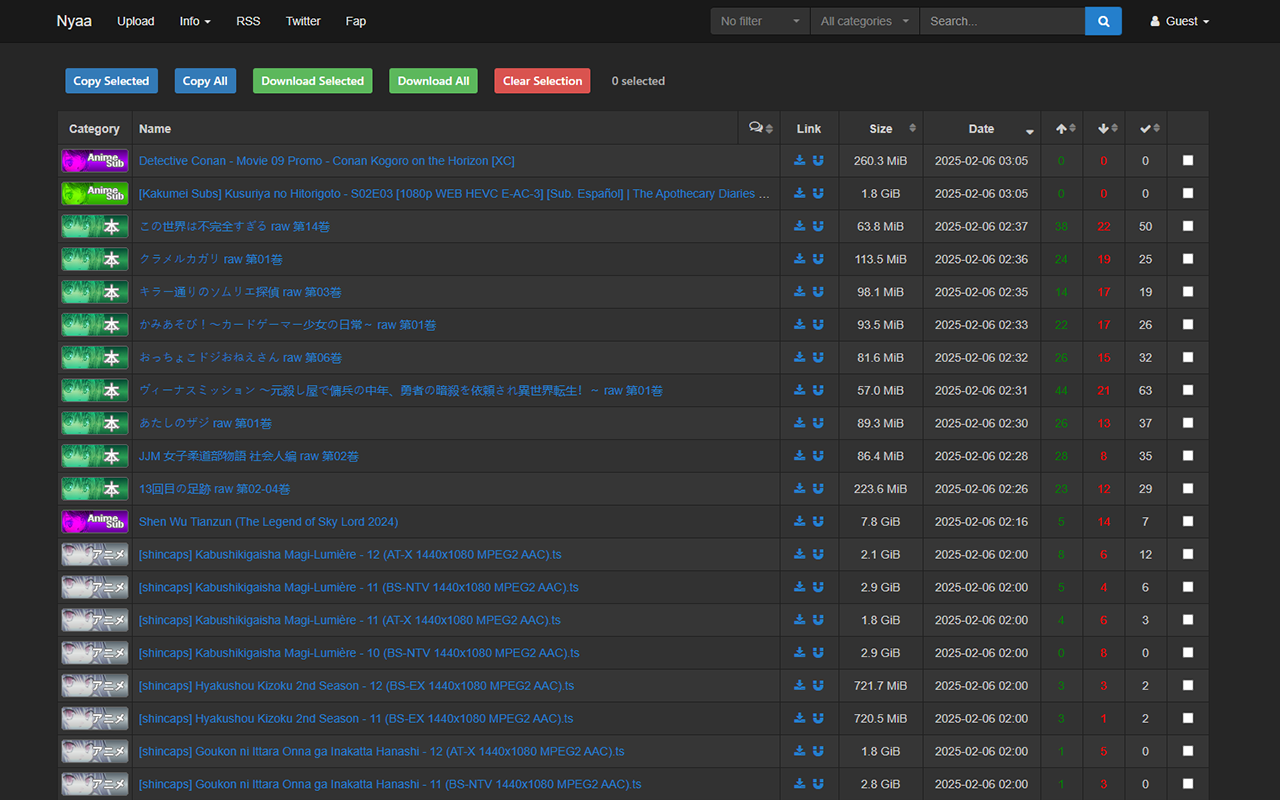 Nyaa Upload Info RSS Twitter Fap No filter All categories Search... Guest
Copy Selected Copy All Download Selected Download All Clear Selection 0 selected
Category Name Link Size Date
Anime Sub Detective Conan - Movie 09 Promo - Conan Kogoro on the Horizon [XC] 260.3 MiB 2025-02-06 03:05 0 0 0
Anime Sub [Kakumei Subs] Kusuriya no Hitorigoto - S02E03 [1080p WEB HEVC E-AC-3] [Sub. Español] | The Apothecary Diaries ... 1.8 GiB 2025-02-06 03:05 0 0 0
本 この世界は不完全すぎる raw 第14巻 63.8 MiB 2025-02-06 02:37 38 22 50
本 クラメルカガリ raw 第01巻 113.5 MiB 2025-02-06 02:36 24 19 25
本 キラー通りのソムリエ探偵 raw 第03巻 98.1 MiB 2025-02-06 02:35 14 17 19
本 かみあそび！～カードゲーマー少女の日常～ raw 第01巻 93.5 MiB 2025-02-06 02:33 22 17 26
本 おっちょこドジおねえさん raw 第06巻 81.6 MiB 2025-02-06 02:32 26 15 32
本 ヴィーナスミッション ～元殺し屋で傭兵の中年、勇者の暗殺を依頼され異世界転生！～ raw 第01巻 57.0 MiB 2025-02-06 02:31 44 21 63
本 あたしのザジ raw 第01巻 89.3 MiB 2025-02-06 02:30 26 13 37
本 JJM 女子柔道部物語 社会人編 raw 第02巻 86.4 MiB 2025-02-06 02:28 28 8 35
本 13回目の足跡 raw 第02-04巻 223.6 MiB 2025-02-06 02:26 23 12 29
Anime Sub Shen Wu Tianzun (The Legend of Sky Lord 2024) 7.8 GiB 2025-02-06 02:16 5 14 7
アニメ [shincaps] Kabushikigaisha Magi-Lumière - 12 (AT-X 1440x1080 MPEG2 AAC).ts 2.1 GiB 2025-02-06 02:00 8 6 12
アニメ [shincaps] Kabushikigaisha Magi-Lumière - 11 (BS-NTV 1440x1080 MPEG2 AAC).ts 2.9 GiB 2025-02-06 02:00 5 4 6
アニメ [shincaps] Kabushikigaisha Magi-Lumière - 11 (AT-X 1440x1080 MPEG2 AAC).ts 1.8 GiB 2025-02-06 02:00 4 6 3
アニメ [shincaps] Kabushikigaisha Magi-Lumière - 10 (BS-NTV 1440x1080 MPEG2 AAC).ts 2.9 GiB 2025-02-06 02:00 0 8 0
アニメ [shincaps] Hyakushou Kizoku 2nd Season - 12 (BS-EX 1440x1080 MPEG2 AAC).ts 721.7 MiB 2025-02-06 02:00 3 3 2
アニメ [shincaps] Hyakushou Kizoku 2nd Season - 11 (BS-EX 1440x1080 MPEG2 AAC).ts 720.5 MiB 2025-02-06 02:00 3 1 2
アニメ [shincaps] Goukon ni Ittara Onna ga Inakatta Hanashi - 12 (AT-X 1440x1080 MPEG2 AAC).ts 1.8 GiB 2025-02-06 02:00 1 5 0
アニメ [shincaps] Goukon ni Ittara Onna ga Inakatta Hanashi - 11 (BS-NTV 1440x1080 MPEG2 AAC).ts 2.8 GiB 2025-02-06 02:00 1 3 0